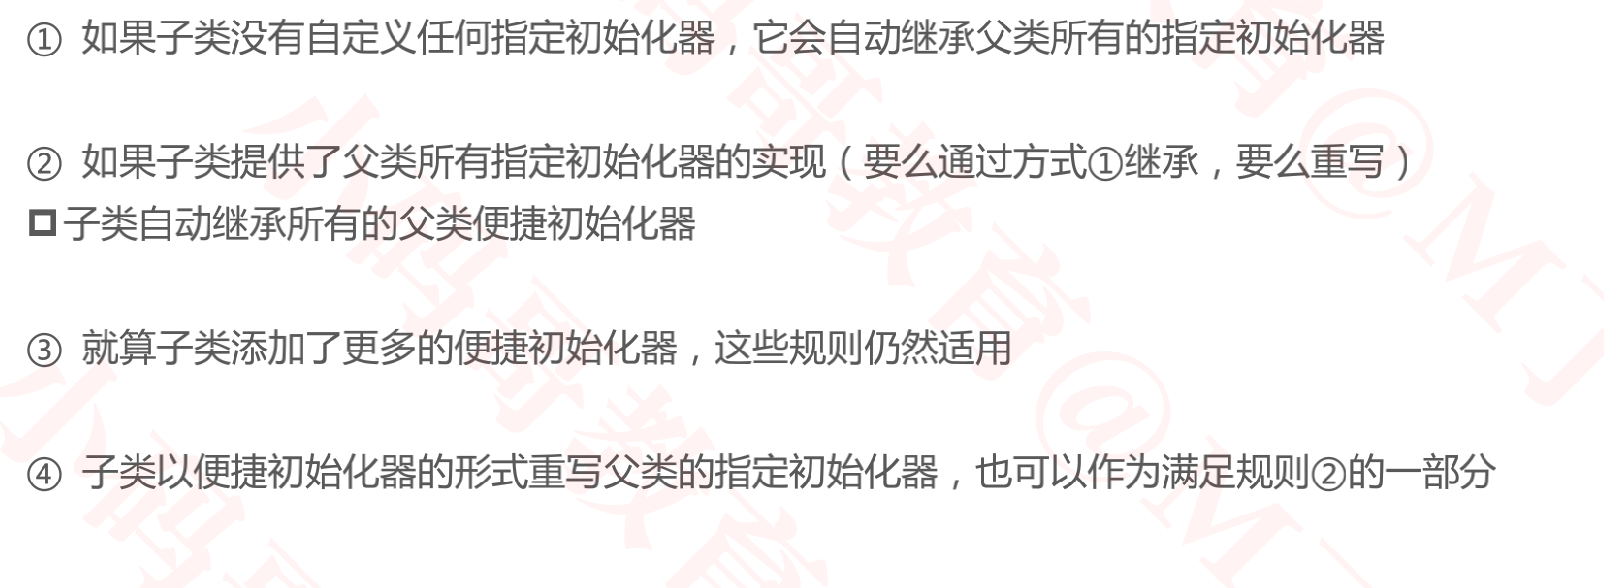 ① 如果子类没有自定义任何指定初始化器，它会自动继承父类所有的指定初始化器
② 如果子类提供了父类所有指定初始化器的实现（要么通过方式①继承，要么重写）
子类自动继承所有的父类便捷初始化器
③ 就算子类添加了更多的便捷初始化器，这些规则仍然适用
④ 子类以便捷初始化器的形式重写父类的指定初始化器，也可以作为满足规则②的一部分
小码哥教育@M了